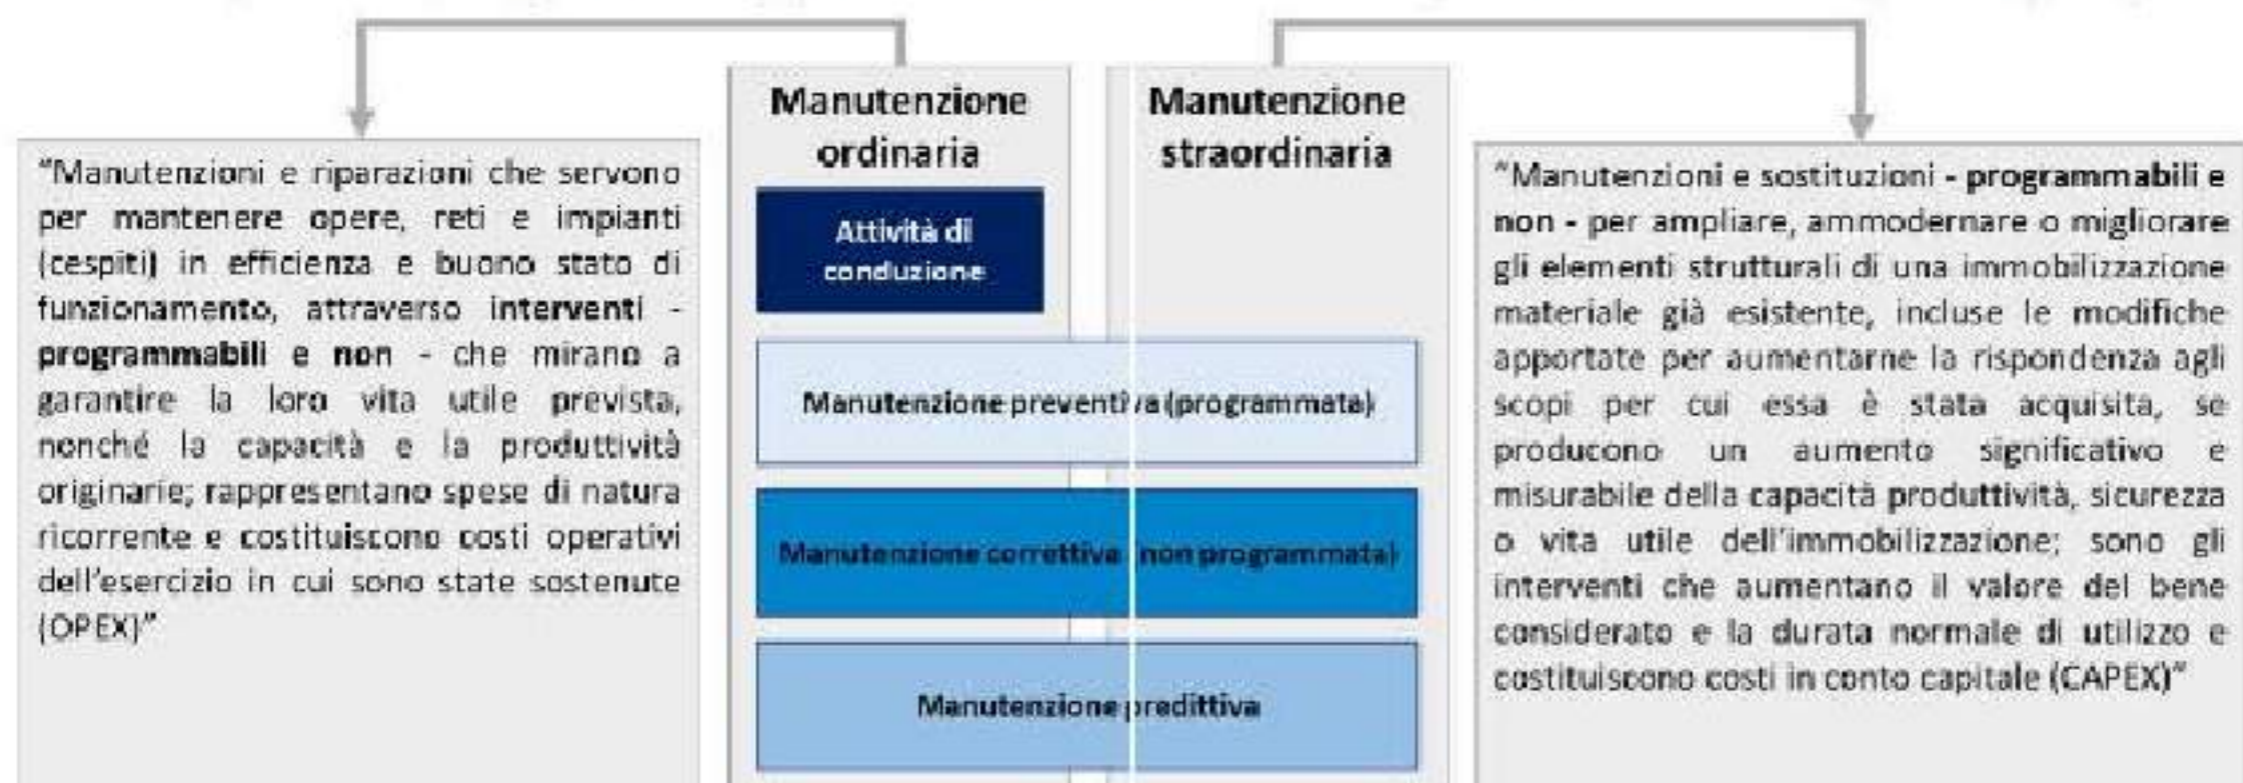 "Manutenzioni e riparazioni che servono
per mantenere opere, reti e impianti
(cespiti) in efficienza e buono stato di
funzionamento, attraverso interventi -
programmabili e non - che mirano a
garantire la loro vita utile prevista,
nonché la capacità e la produttività
originarie; rappresentano spese di natura
ricorrente e costituiscono costi operativi
dell'esercizio in cui sono state sostenute
(OPEX)"
Manutenzione
ordinaria
Manutenzione
straordinaria
Attività di
conduzione
Manutenzione preventiva (programmata)
Manutenzione correttiva (non programmata)
Manutenzione predittiva
"Manutenzioni e sostituzioni - programmabili e
non - per ampliare, ammodernare o migliorare
gli elementi strutturali di una immobilizzazione
materiale già esistente, incluse le modifiche
apportate per aumentarne la rispondenza agli
scopi per cui essa è stata acquisita, se
producono un aumento significativo e
misurabile della capacità produttività, sicurezza
o vita utile dell'immobilizzazione; sono gli
interventi che aumentano il valore del bene
considerato e la durata normale di utilizzo e
costituiscono costi in conto capitale (CAPEX)"